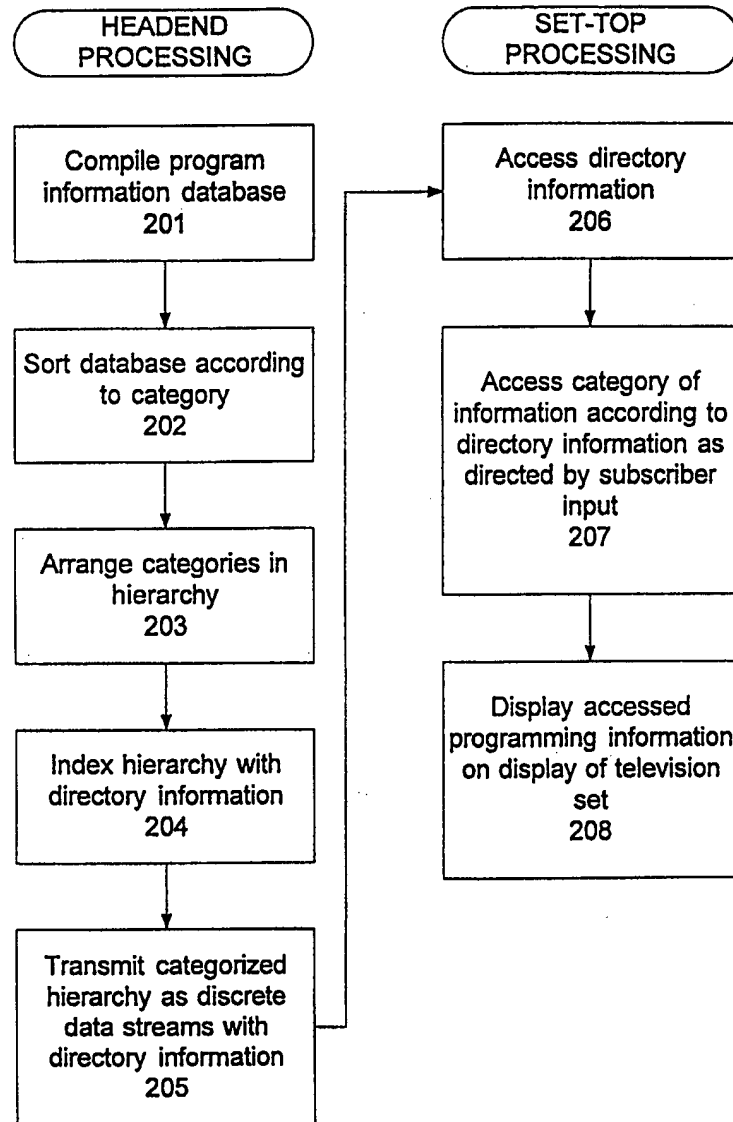 HEADEND
PROCESSING
Compile program
information database
201
Sort database according
to category
202
Arrange categories in
hierarchy
203
Index hierarchy with
directory information
204
Transmit categorized
hierarchy as discrete
data streams with
directory information
205
SET-TOP
PROCESSING
Access directory
information
206
Access category of
information according to
directory information as
directed by subscriber
input
207
Display accessed
programming information
on display of television
set
208